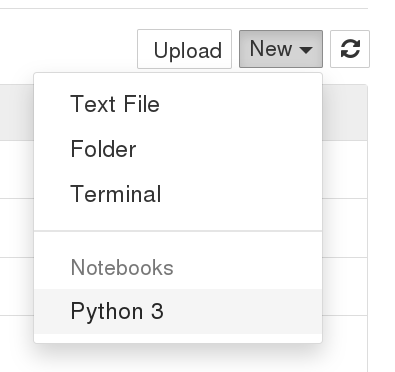 Upload New
Text File
Folder
Terminal
Notebooks
Python 3